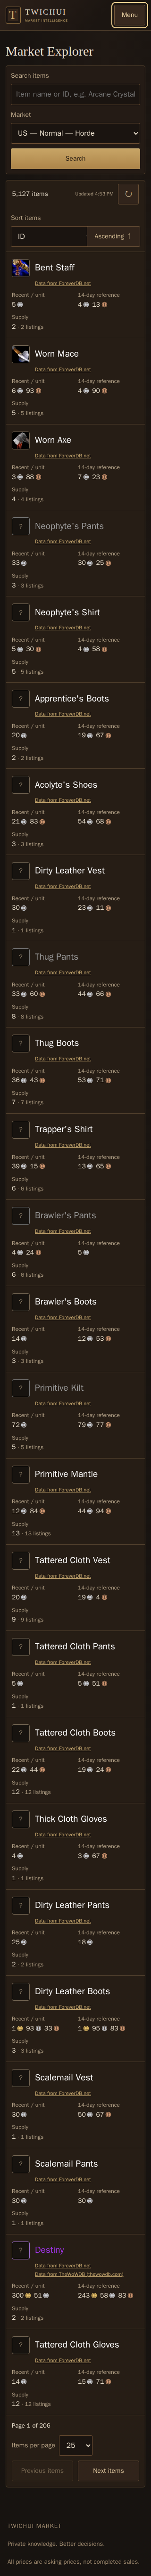 T
TWICHUI
MARKET INTELLIGENCE
Menu
Market Explorer
Search items
Item name or ID, e.g. Arcane Crystal
Market
US — Normal — Horde
Search
5,127 items
Updated 4:53 PM
Sort items
ID
Ascending ↑
Bent Staff
Data from ForeverDB.net
Recent / unit 14-day reference
5 4 13
Supply
2 · 2 listings
Worn Mace
Data from ForeverDB.net
Recent / unit 14-day reference
6 93 4 90
Supply
5 · 5 listings
Worn Axe
Data from ForeverDB.net
Recent / unit 14-day reference
3 88 7 23
Supply
4 · 4 listings
? Neophyte's Pants
Data from ForeverDB.net
Recent / unit 14-day reference
33 30 25
Supply
3 · 3 listings
? Neophyte's Shirt
Data from ForeverDB.net
Recent / unit 14-day reference
5 30 4 58
Supply
5 · 5 listings
? Apprentice's Boots
Data from ForeverDB.net
Recent / unit 14-day reference
20 19 67
Supply
2 · 2 listings
? Acolyte's Shoes
Data from ForeverDB.net
Recent / unit 14-day reference
21 83 54 68
Supply
3 · 3 listings
? Dirty Leather Vest
Data from ForeverDB.net
Recent / unit 14-day reference
30 23 11
Supply
1 · 1 listings
? Thug Pants
Data from ForeverDB.net
Recent / unit 14-day reference
33 60 44 66
Supply
8 · 8 listings
? Thug Boots
Data from ForeverDB.net
Recent / unit 14-day reference
36 43 53 71
Supply
7 · 7 listings
? Trapper's Shirt
Data from ForeverDB.net
Recent / unit 14-day reference
39 15 13 65
Supply
6 · 6 listings
? Brawler's Pants
Data from ForeverDB.net
Recent / unit 14-day reference
4 24 5
Supply
6 · 6 listings
? Brawler's Boots
Data from ForeverDB.net
Recent / unit 14-day reference
14 12 53
Supply
3 · 3 listings
? Primitive Kilt
Data from ForeverDB.net
Recent / unit 14-day reference
72 79 77
Supply
5 · 5 listings
? Primitive Mantle
Data from ForeverDB.net
Recent / unit 14-day reference
12 84 44 94
Supply
13 · 13 listings
? Tattered Cloth Vest
Data from ForeverDB.net
Recent / unit 14-day reference
20 19 4
Supply
9 · 9 listings
? Tattered Cloth Pants
Data from ForeverDB.net
Recent / unit 14-day reference
5 5 51
Supply
1 · 1 listings
? Tattered Cloth Boots
Data from ForeverDB.net
Recent / unit 14-day reference
22 44 19 24
Supply
12 · 12 listings
? Thick Cloth Gloves
Data from ForeverDB.net
Recent / unit 14-day reference
4 3 67
Supply
1 · 1 listings
? Dirty Leather Pants
Data from ForeverDB.net
Recent / unit 14-day reference
25 18
Supply
2 · 2 listings
? Dirty Leather Boots
Data from ForeverDB.net
Recent / unit 14-day reference
1 93 33 1 95 83
Supply
3 · 3 listings
? Scalemail Vest
Data from ForeverDB.net
Recent / unit 14-day reference
30 50 67
Supply
1 · 1 listings
? Scalemail Pants
Data from ForeverDB.net
Recent / unit 14-day reference
30 30
Supply
1 · 1 listings
? Destiny
Data from ForeverDB.net
Data from TheWoWDB (thewowdb.com)
Recent / unit 14-day reference
300 51 243 58 83
Supply
2 · 2 listings
? Tattered Cloth Gloves
Data from ForeverDB.net
Recent / unit 14-day reference
14 15 71
Supply
12 · 12 listings
Page 1 of 206
Items per page 25
Previous items Next items
TWICHUI MARKET
Private knowledge. Better decisions.
All prices are asking prices, not completed sales.